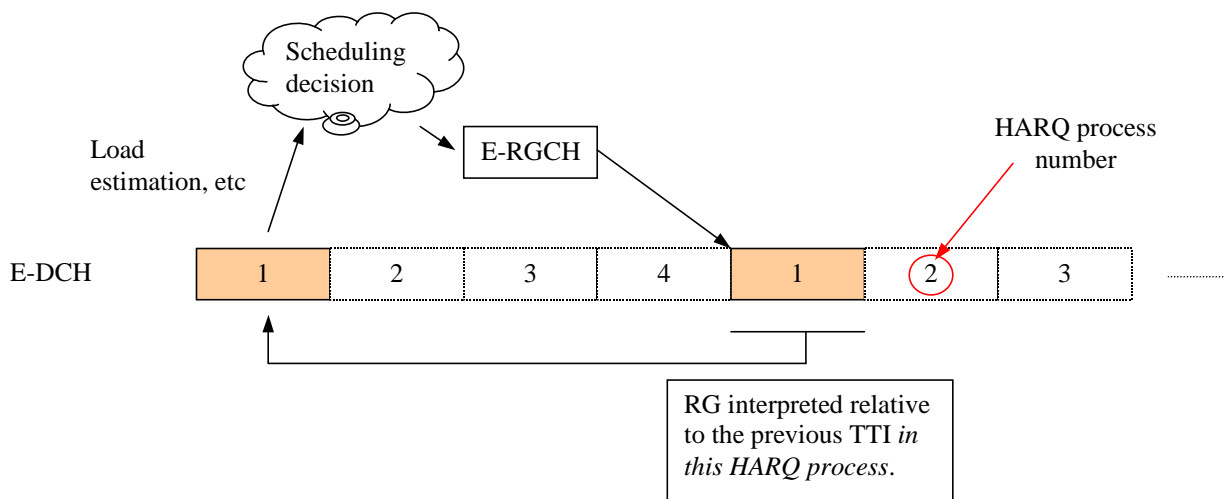 Scheduling
decision
Load
estimation, etc
E-RGCH
HARQ process
number
E-DCH
1 2 3 4 1 2 3
RG interpreted relative
to the previous TTI in
this HARQ process.